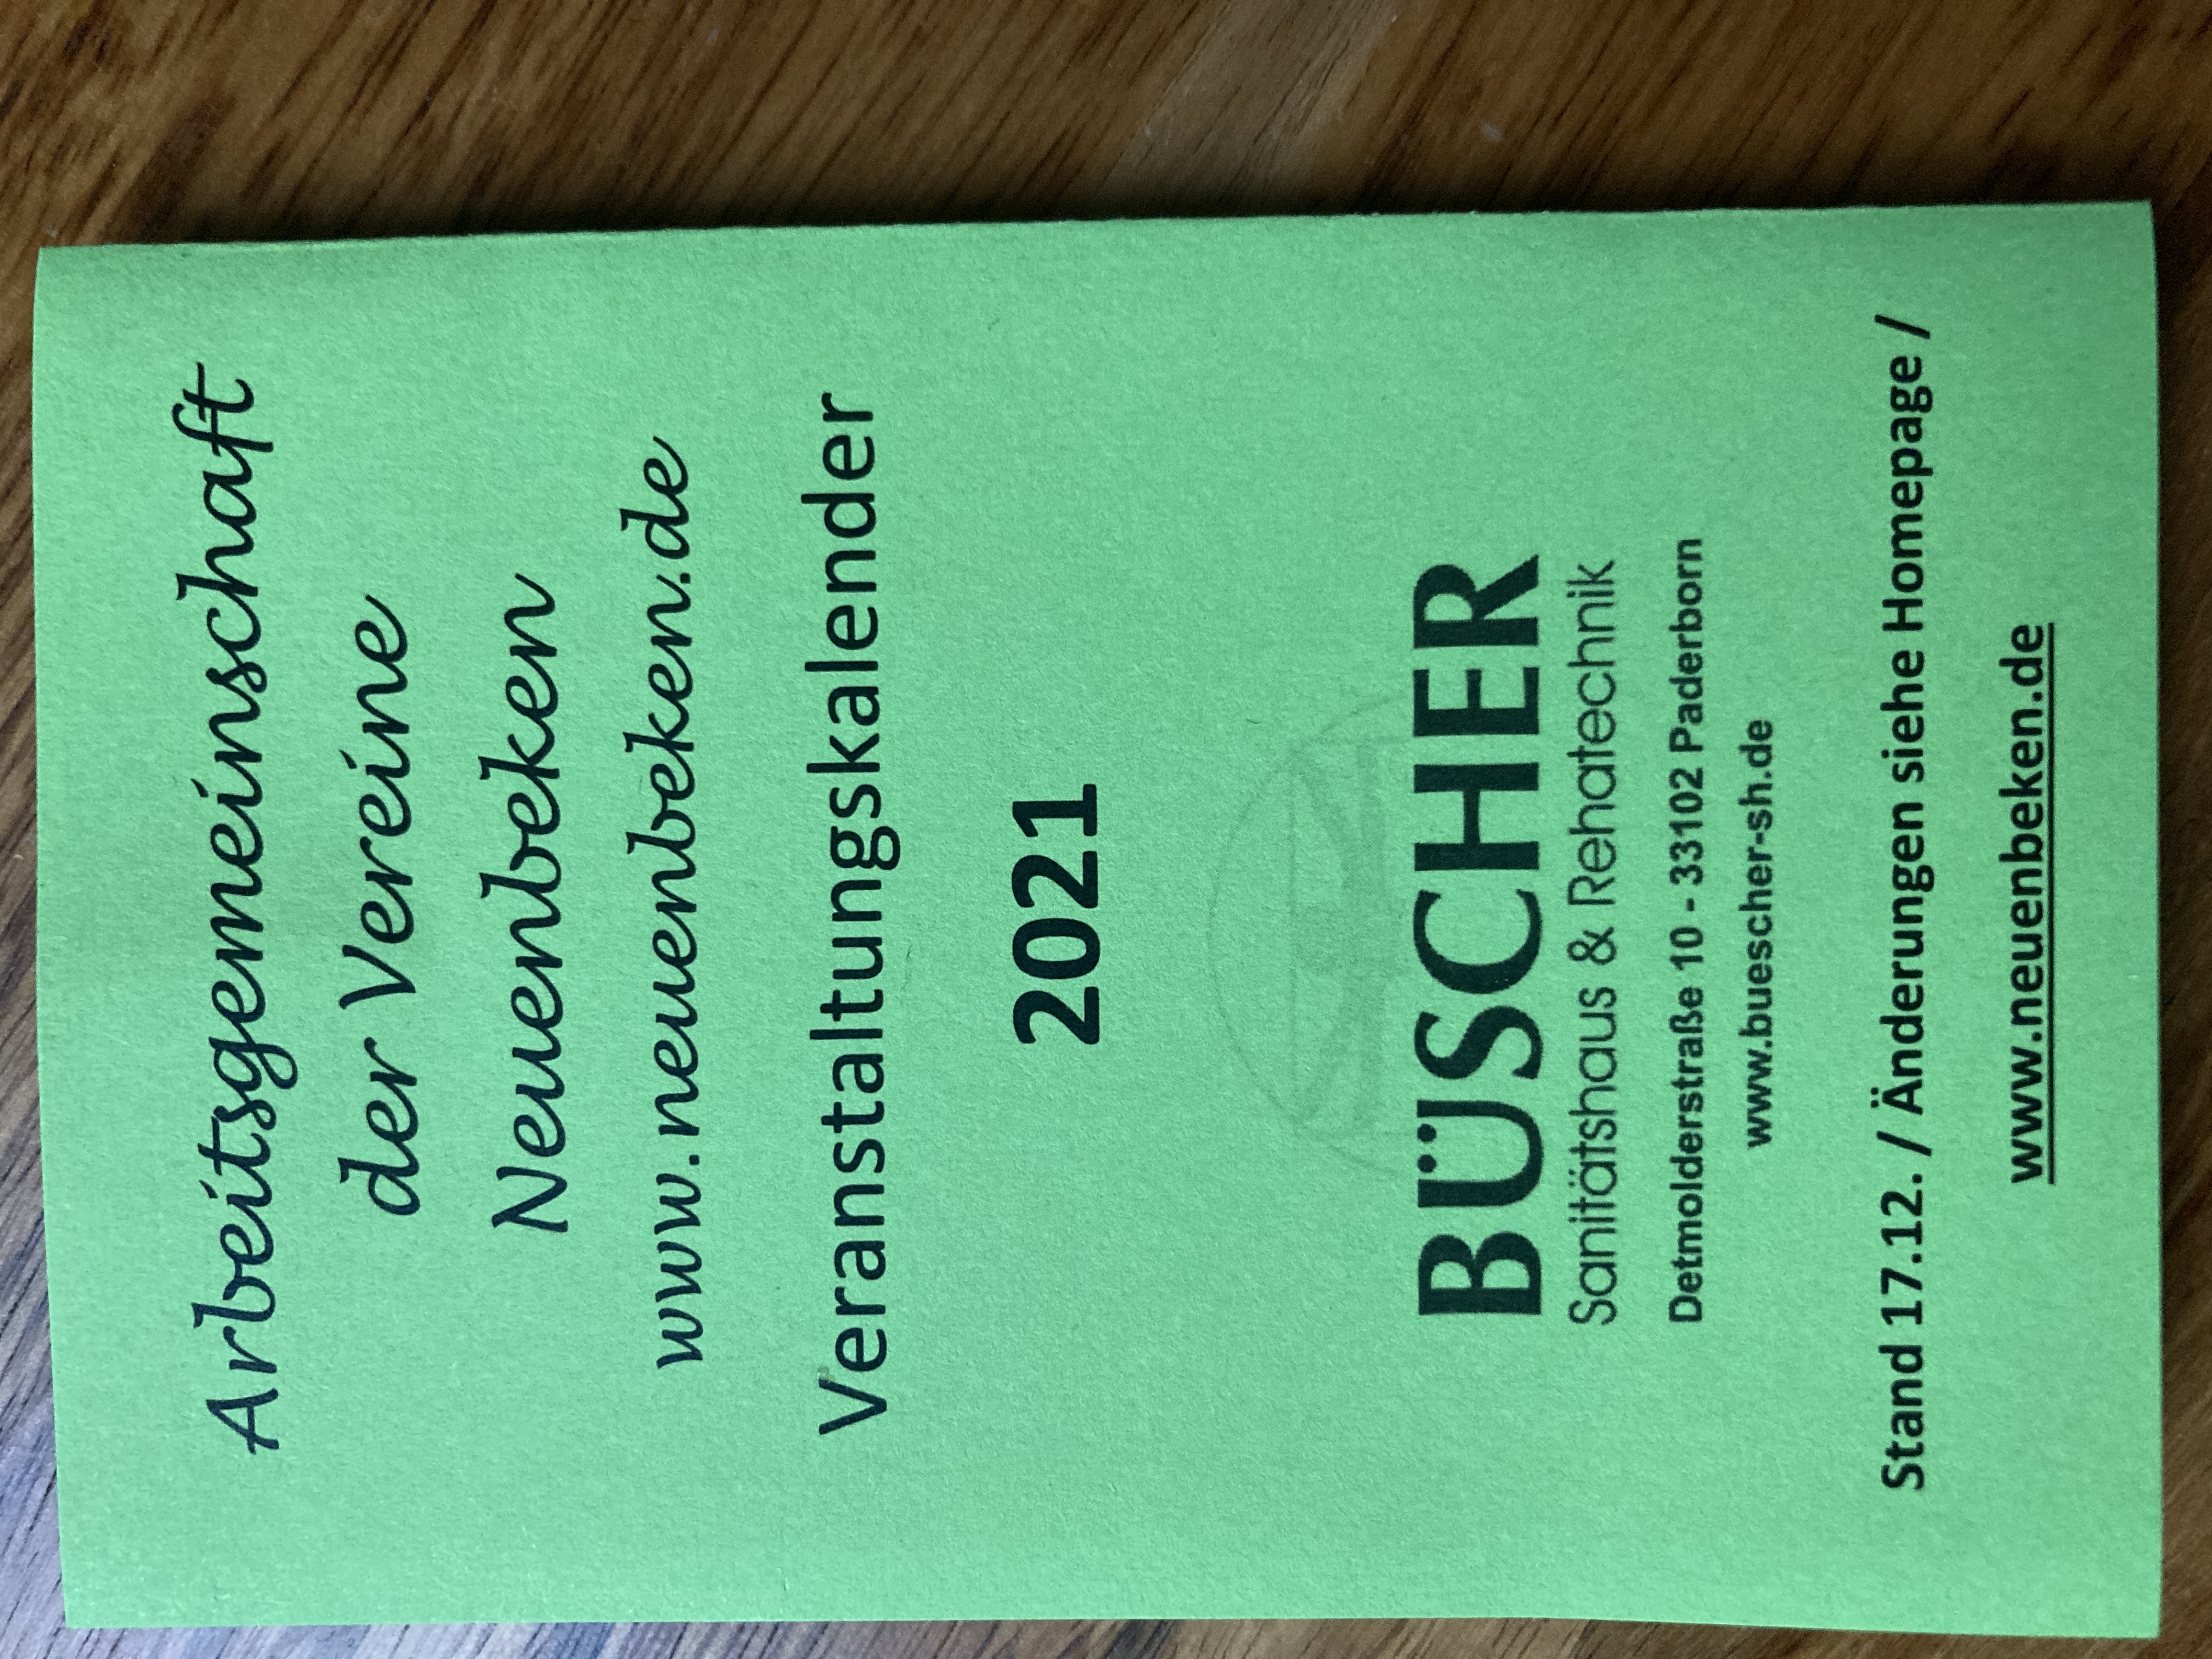 Arbeitsgemeinschaft
der Vereine
Neuenbeken
www.neuenbeken.de
Veranstaltungskalender
2021
BÜSCHER
Sanitätshaus & Rehatechnik
Detmolderstraße 10 - 33102 Paderborn
www.buescher-sh.de
Stand 17.12. / Änderungen siehe Homepage /
www.neuenbeken.de